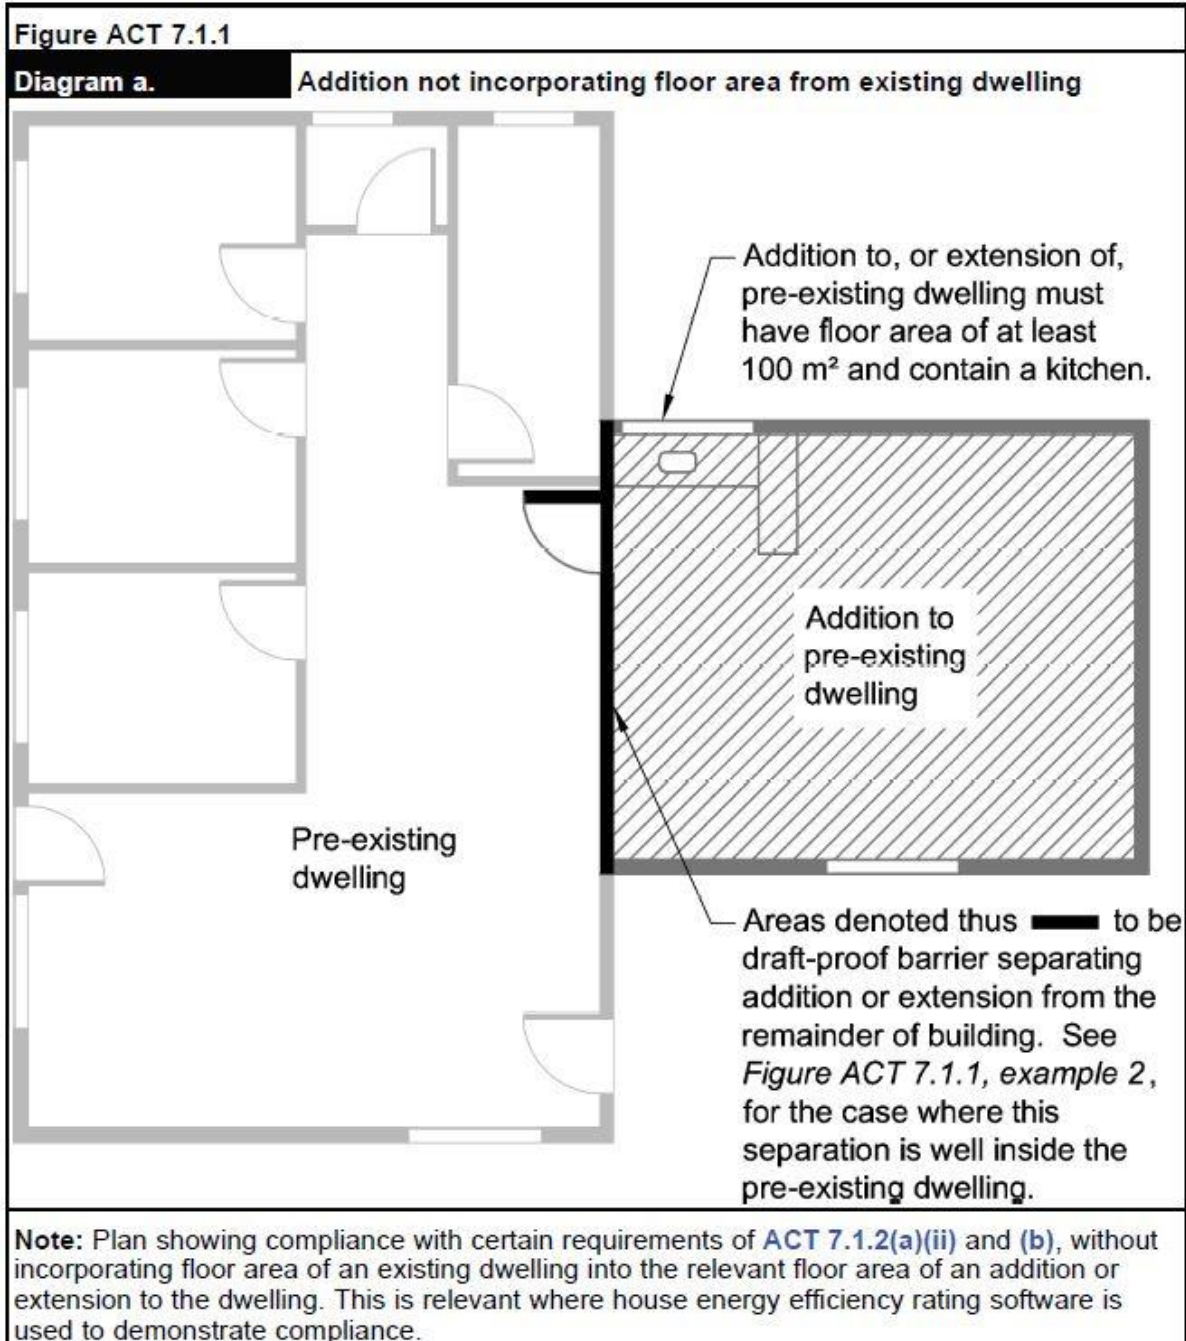 Figure ACT 7.1.1
Diagram a.
Addition not incorporating floor area from existing dwelling
Addition to, or extension of,
pre-existing dwelling must
have floor area of at least
100 m² and contain a kitchen.
Addition to
pre-existing
dwelling
Pre-existing
dwelling
Areas denoted thus to be
draft-proof barrier separating
addition or extension from the
remainder of building. See
Figure ACT 7.1.1, example 2,
for the case where this
separation is well inside the
pre-existing dwelling.
Note: Plan showing compliance with certain requirements of ACT 7.1.2(a)(ii) and (b), without
incorporating floor area of an existing dwelling into the relevant floor area of an addition or
extension to the dwelling. This is relevant where house energy efficiency rating software is
used to demonstrate compliance.